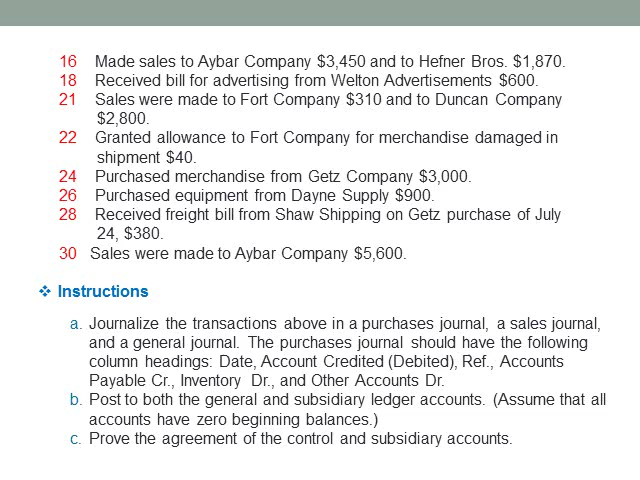 16 Made sales to Aybar Company $3,450 and to Hefner Bros. $1,870.
18 Received bill for advertising from Welton Advertisements $600.
21 Sales were made to Fort Company $310 and to Duncan Company
$2,800.
22 Granted allowance to Fort Company for merchandise damaged in
shipment $40.
24 Purchased merchandise from Getz Company $3,000.
26 Purchased equipment from Dayne Supply $900.
28 Received freight bill from Shaw Shipping on Getz purchase of July
24, $380.
30 Sales were made to Aybar Company $5,600.
❖ Instructions
a. Journalize the transactions above in a purchases journal, a sales journal,
and a general journal. The purchases journal should have the following
column headings: Date, Account Credited (Debited), Ref., Accounts
Payable Cr., Inventory Dr., and Other Accounts Dr.
b. Post to both the general and subsidiary ledger accounts. (Assume that all
accounts have zero beginning balances.)
c. Prove the agreement of the control and subsidiary accounts.